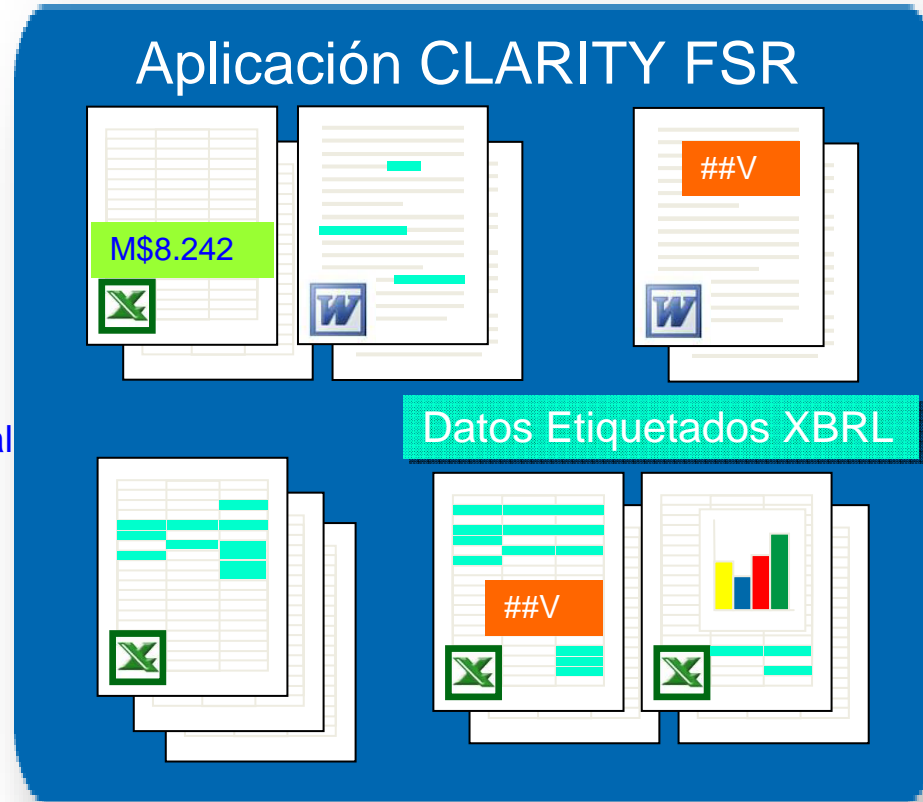 Aplicación CLARITY FSR
##V
M$8.242
Datos Etiquetados XBRL
##V